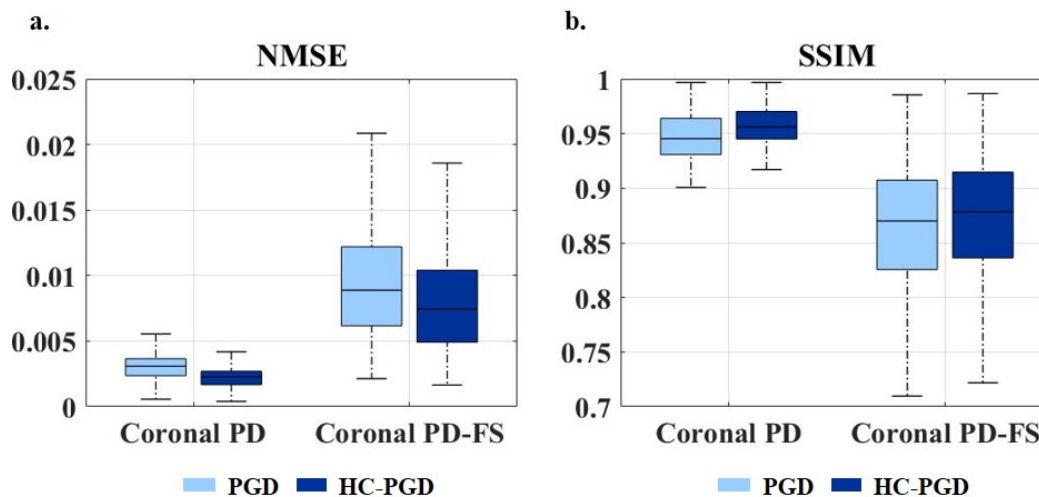 a.
NMSE
0.025
0.02
0.015
0.01
0.005
0
Coronal PD Coronal PD-FS
PGD HC-PGD
b.
SSIM
1
0.95
0.9
0.85
0.8
0.75
0.7
Coronal PD Coronal PD-FS
PGD HC-PGD